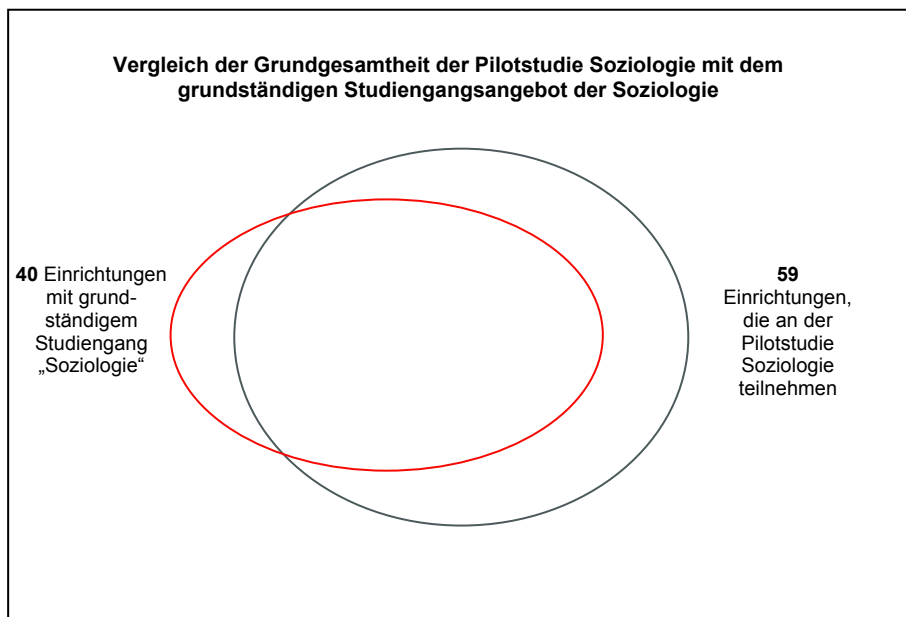 Vergleich der Grundgesamtheit der Pilotstudie Soziologie mit dem
grundständigen Studiengangsangebot der Soziologie
40 Einrichtungen
mit grund-
ständigem
Studiengang
„Soziologie“
59
Einrichtungen,
die an der
Pilotstudie
Soziologie
teilnehmen